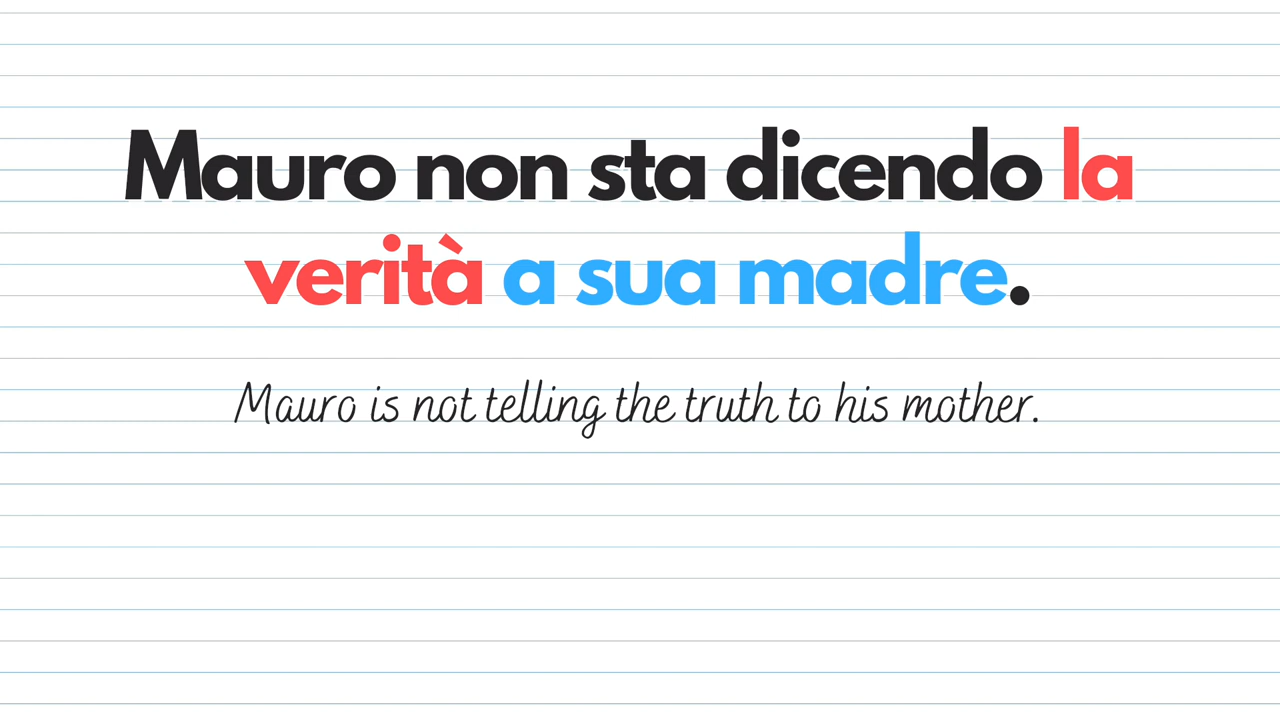 Mauro non sta dicendo la
verità a sua madre.
Mauro is not telling the truth to his mother.